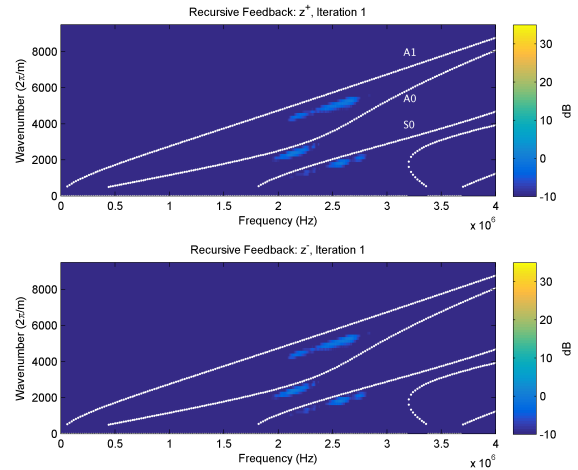 Recursive Feedback: z⁺, Iteration 1
8000
6000
4000
2000
0
Wavenumber (2π/m)
A1
A0
S0
0 0.5 1 1.5 2 2.5 3 3.5 4
Frequency (Hz)
x 10⁶
30
20
10
0
-10
dB
Recursive Feedback: z⁻, Iteration 1
8000
6000
4000
2000
0
Wavenumber (2π/m)
0 0.5 1 1.5 2 2.5 3 3.5 4
Frequency (Hz)
x 10⁶
30
20
10
0
-10
dB